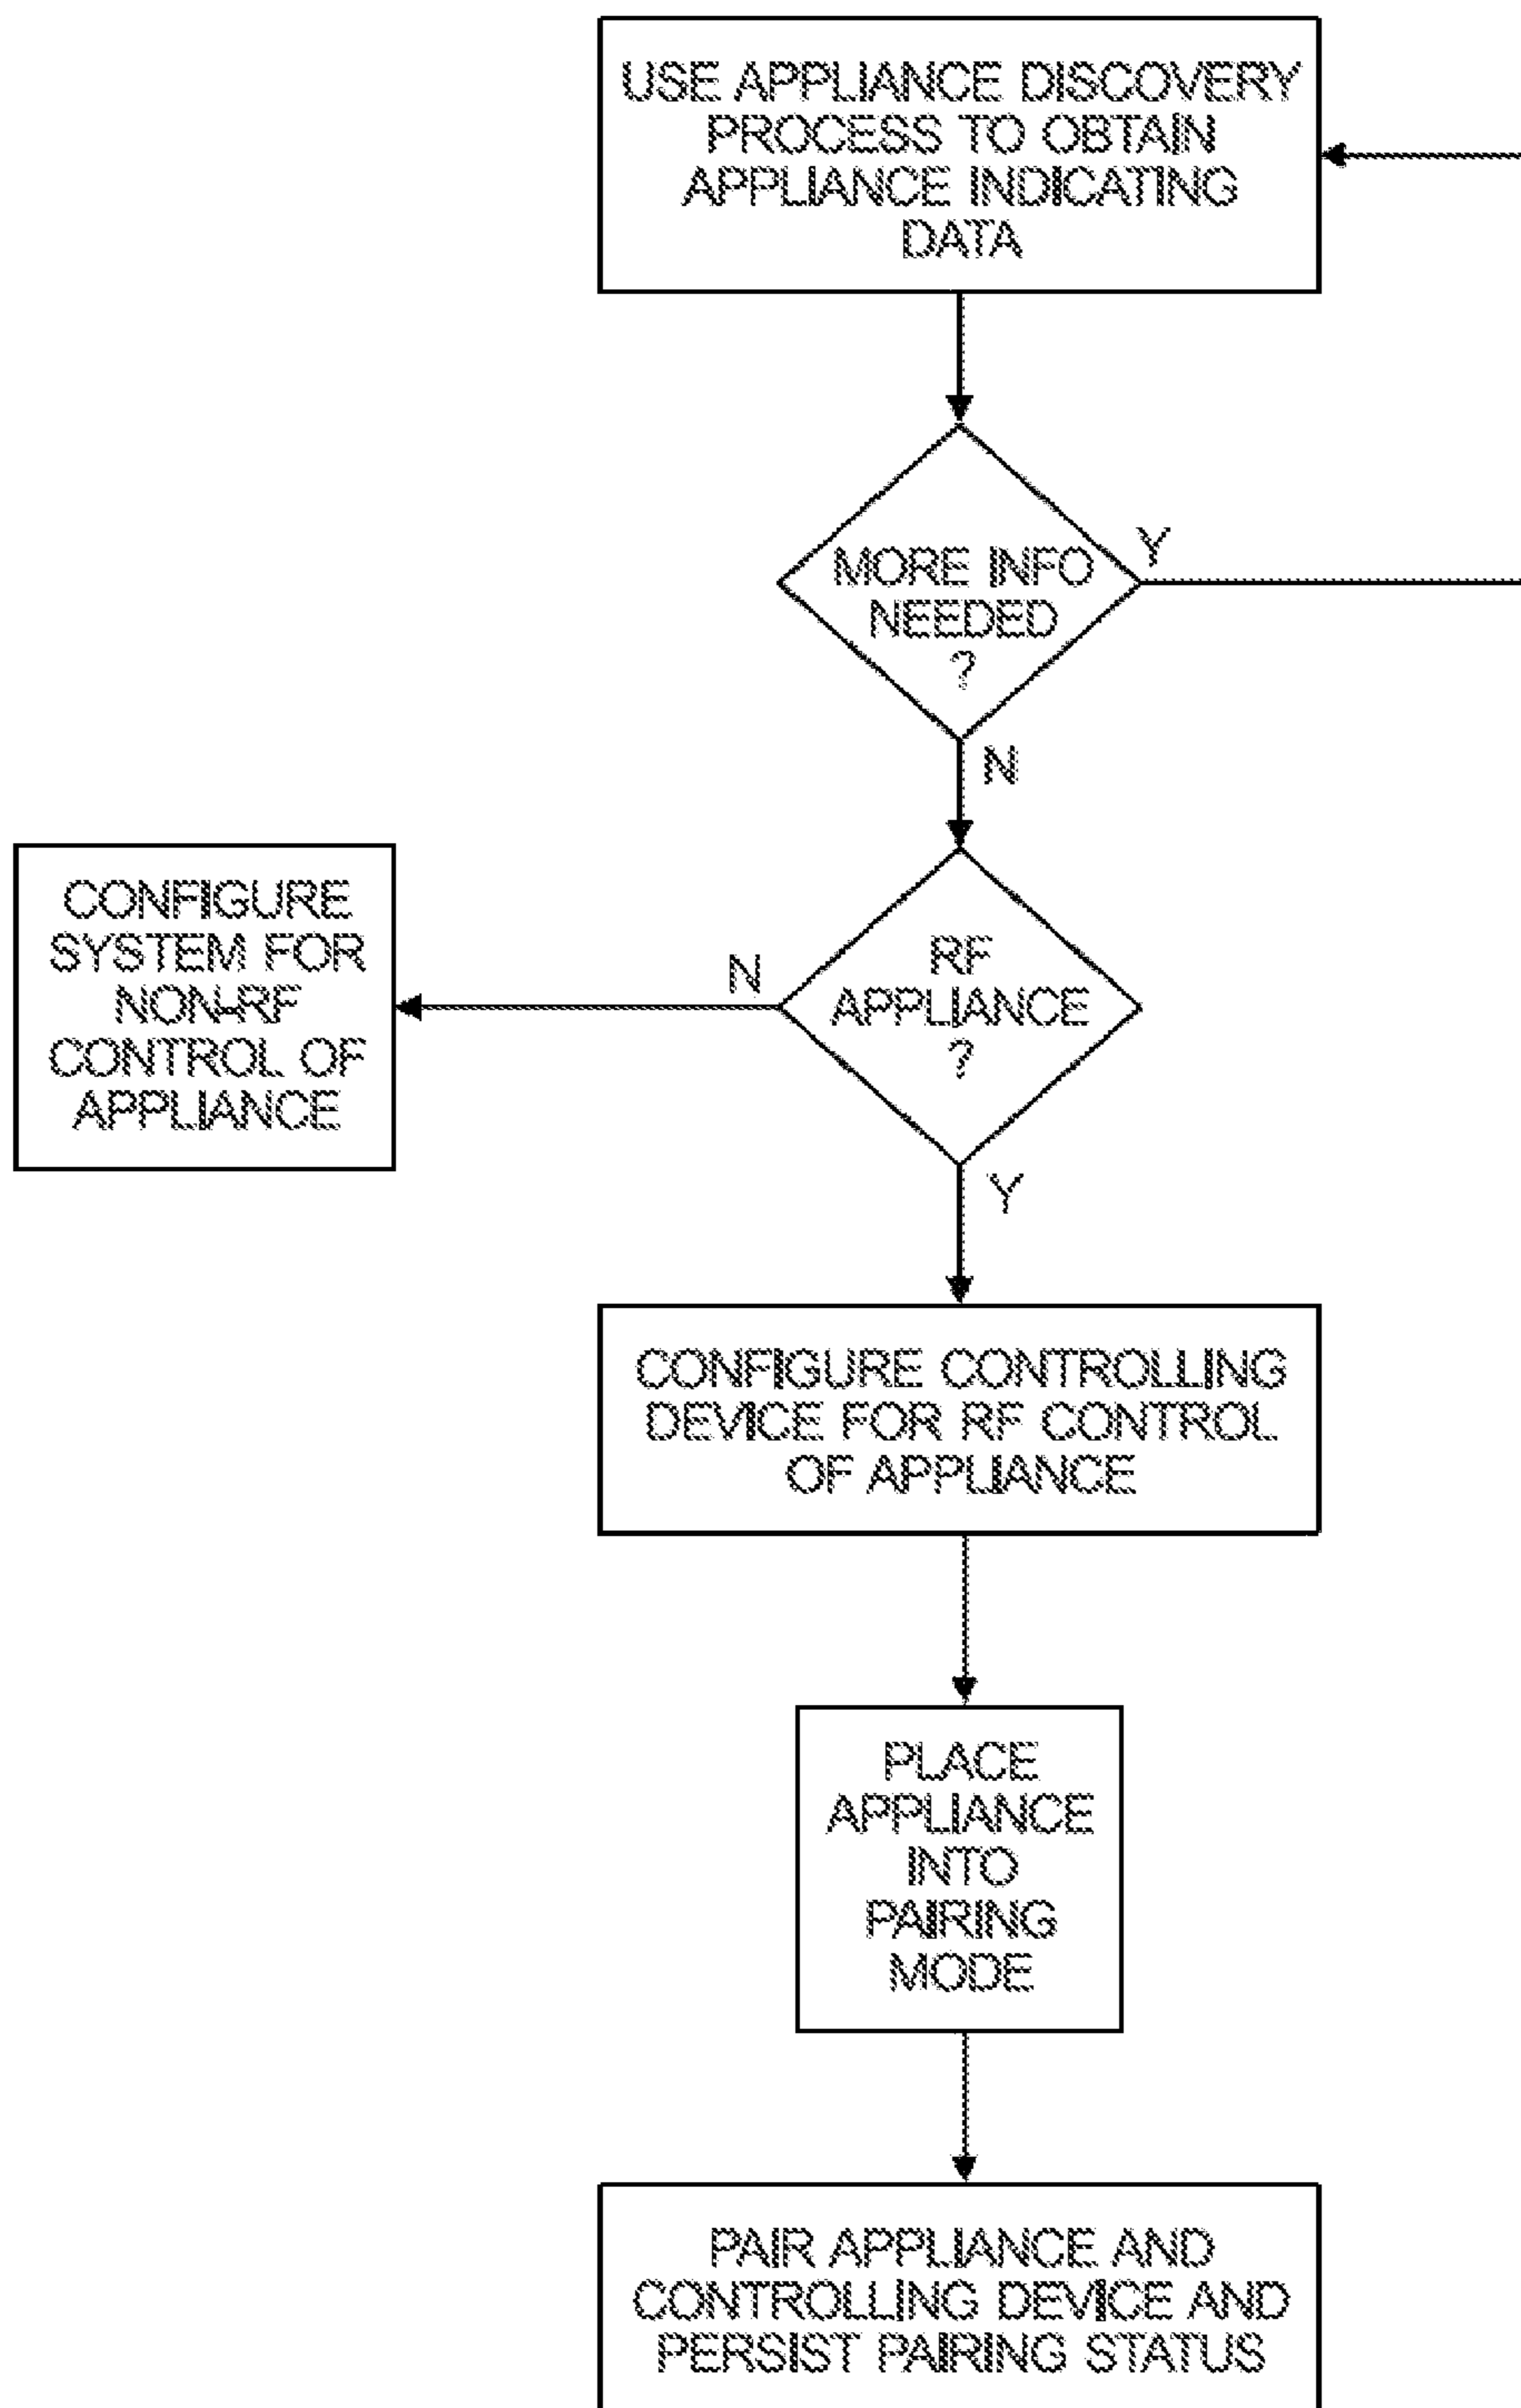 USE APPLIANCE DISCOVERY
PROCESS TO OBTAIN
APPLIANCE INDICATING
DATA
MORE INFO
NEEDED
?
Y
N
RF
APPLIANCE
?
N
CONFIGURE
SYSTEM FOR
NON-RF
CONTROL OF
APPLIANCE
Y
CONFIGURE CONTROLLING
DEVICE FOR RF CONTROL
OF APPLIANCE
PLACE
APPLIANCE
INTO
PAIRING
MODE
PAIR APPLIANCE AND
CONTROLLING DEVICE AND
PERSIST PAIRING STATUS